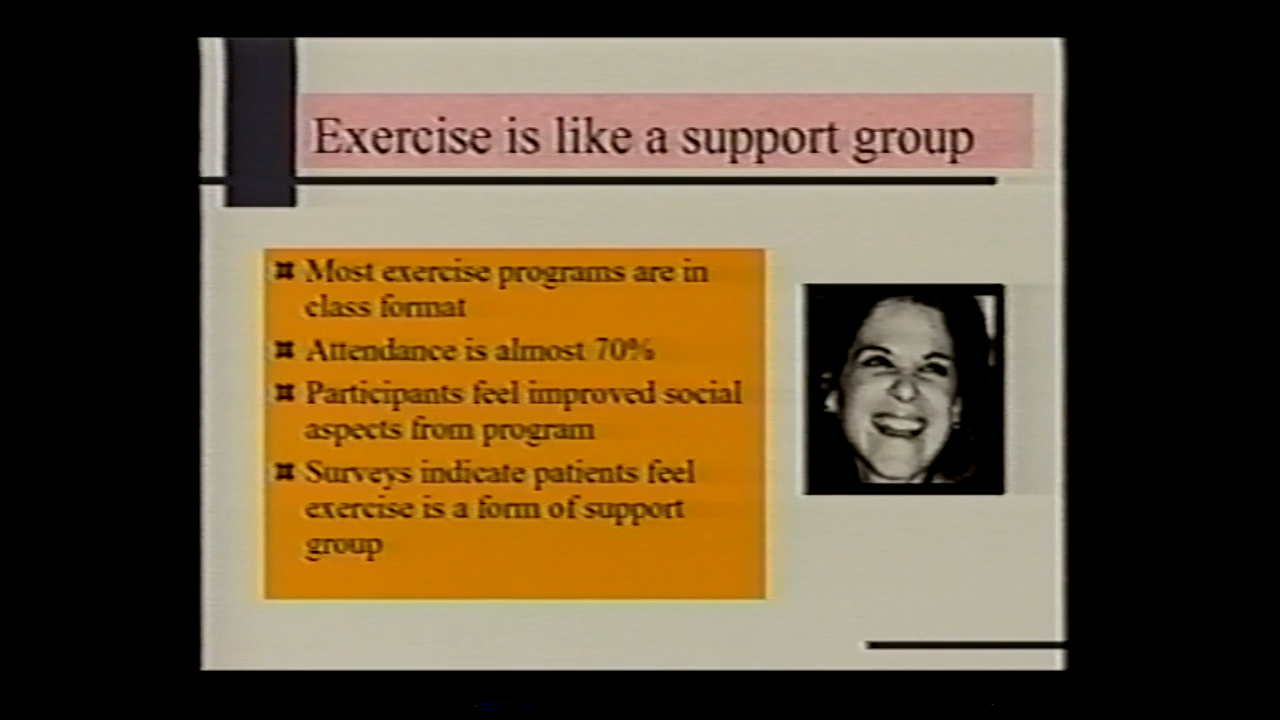 Exercise is like a support group
Most exercise programs are in
class format
Attendance is almost 70%
Participants feel improved social
aspects from program
Surveys indicate patients feel
exercise is a form of support
group